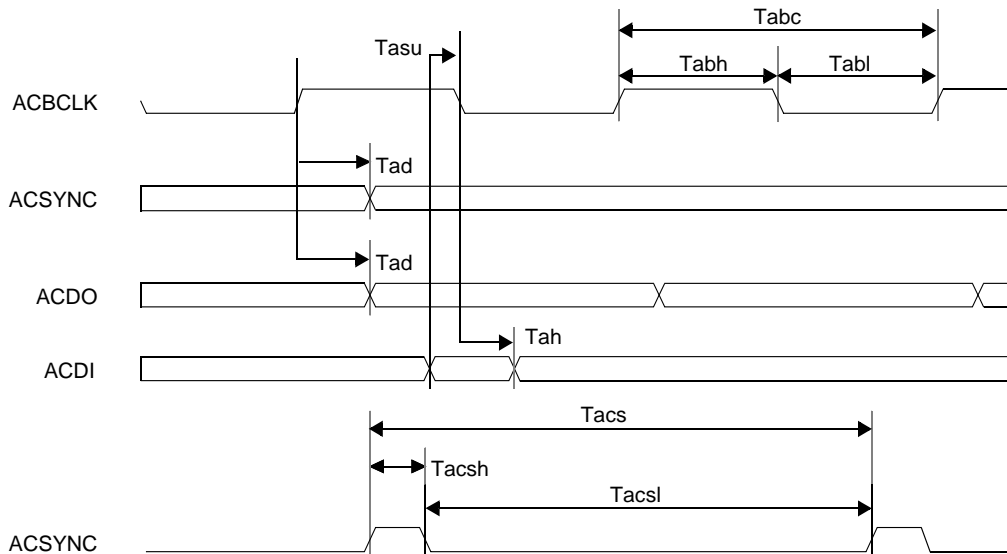 Tabc
Tasu
Tabh
Tabl
ACBCLK
Tad
ACSYNC
Tad
ACDO
Tah
ACDI
Tacs
Tacsh
Tacsl
ACSYNC